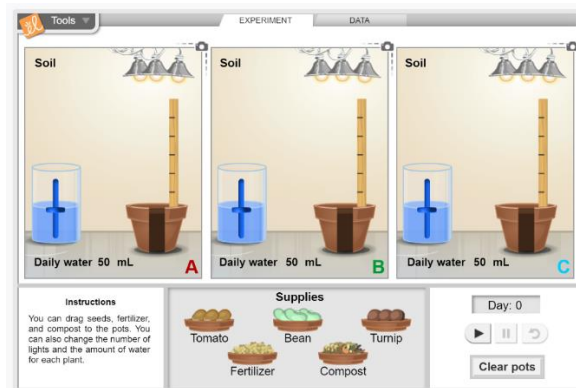 Tools
EXPERIMENT
DATA
Soil
Daily water 50 mL
A
Soil
Daily water 50 mL
B
Soil
Daily water 50 mL
C
Instructions
You can drag seeds, fertilizer,
and compost to the pots. You
can also change the number of
lights and the amount of water
for each plant.
Supplies
Tomato
Bean
Turnip
Fertilizer
Compost
Day: 0
Clear pots